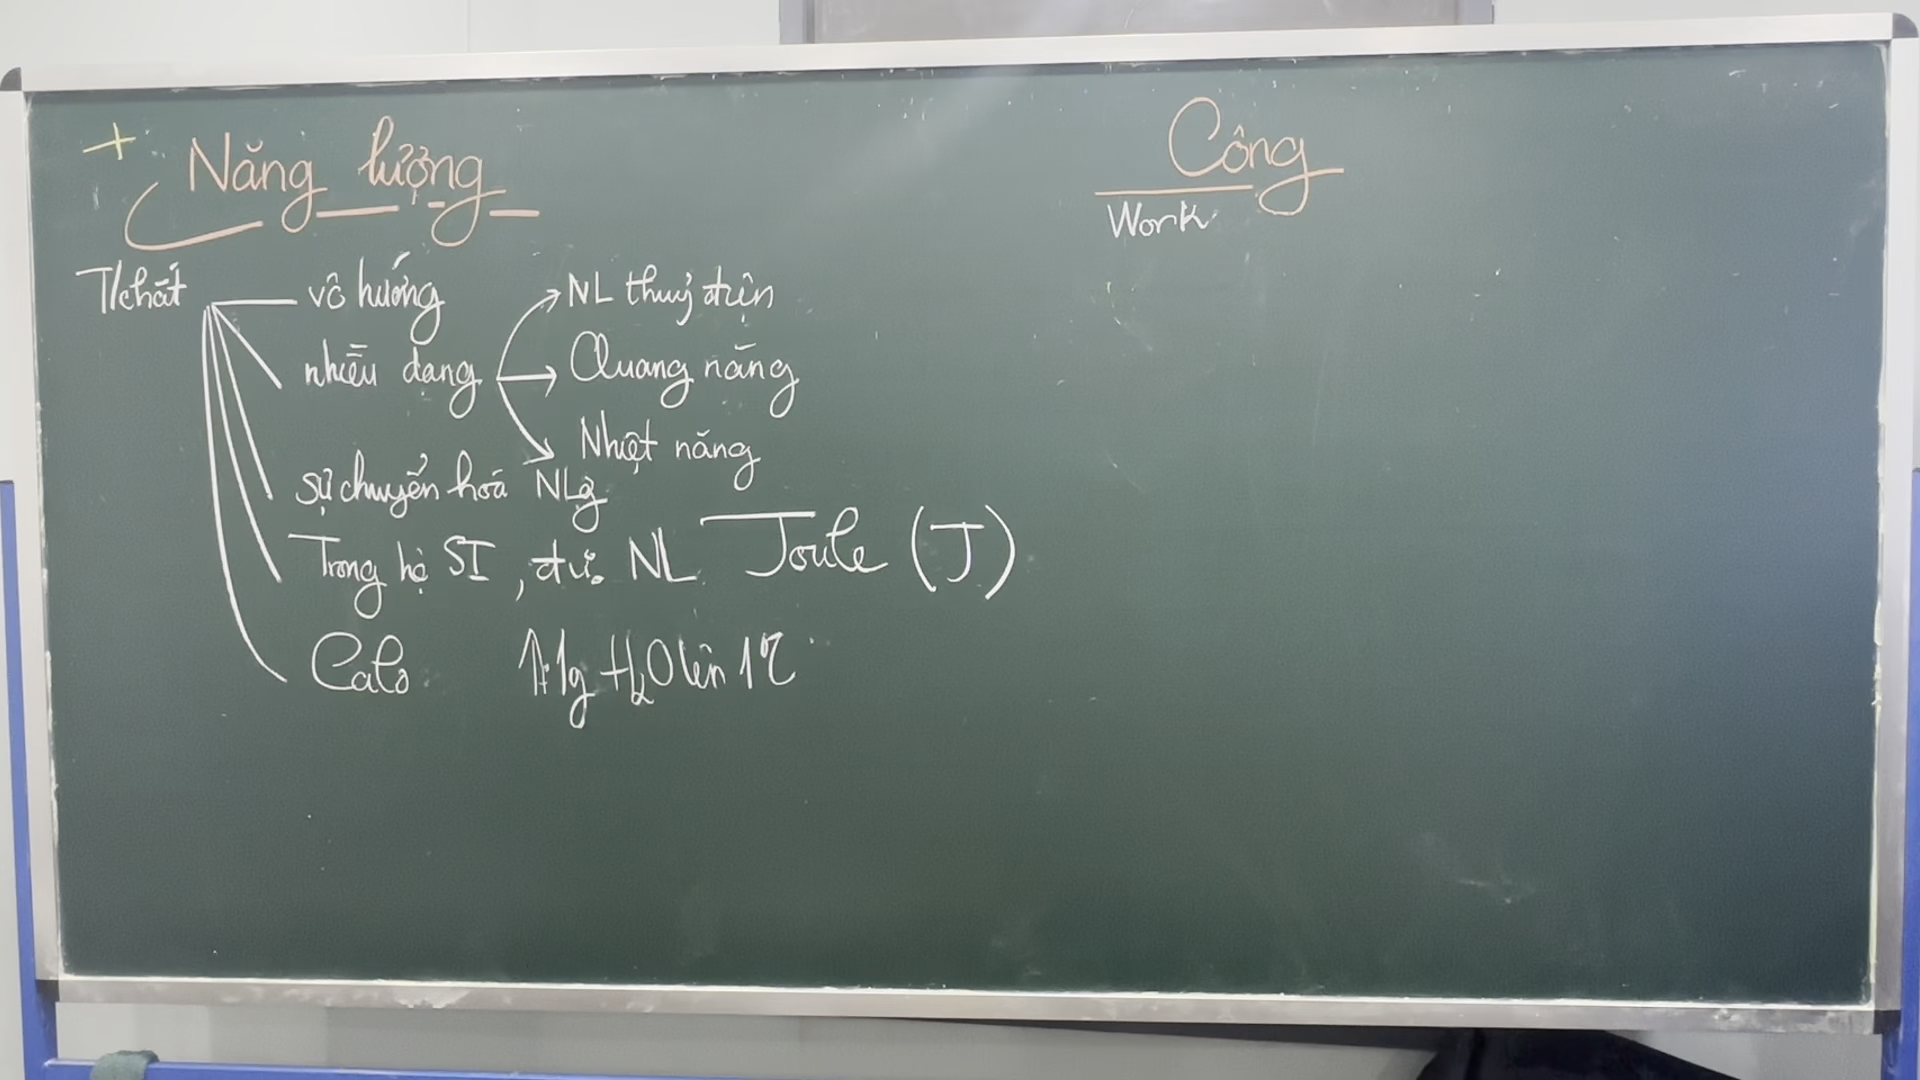 + Năng lượng
T/chất
vô hướng
nhiều dạng
NL thuỷ điện
Quang năng
Nhiệt năng
sự chuyển hoá NLg
Trong hệ SI, đv. NL Joule (J)
Calo 1g H₂O lên 1°C
Công
Work